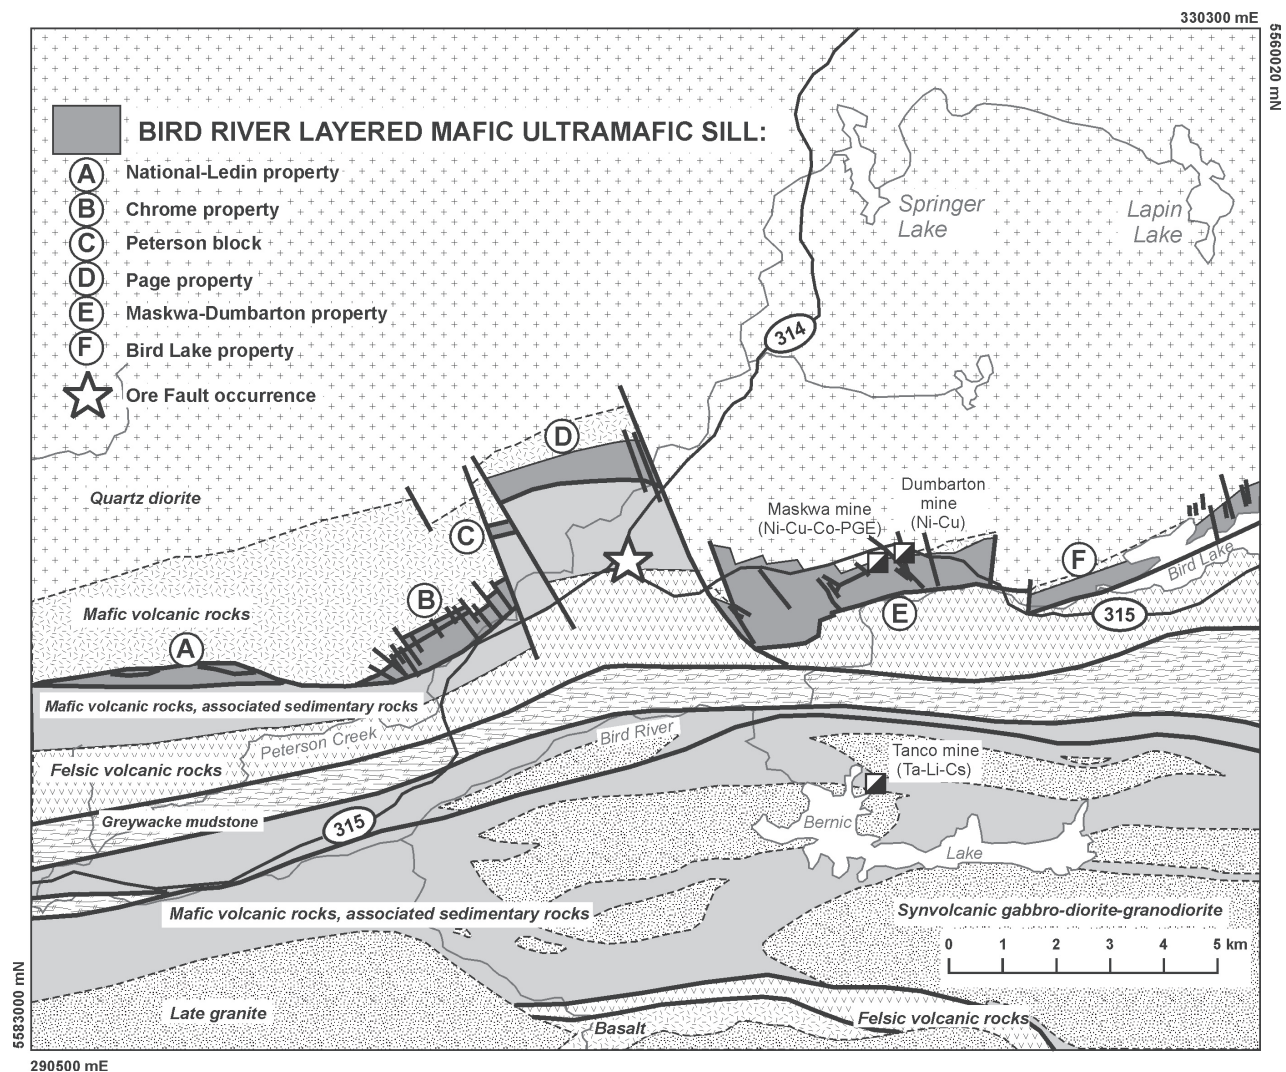 330300 mE
5560020 mN
BIRD RIVER LAYERED MAFIC ULTRAMAFIC SILL:
A National-Ledin property
B Chrome property
C Peterson block
D Page property
E Maskwa-Dumbarton property
F Bird Lake property
Ore Fault occurrence
Springer
Lake
Lapin
Lake
314
D
Quartz diorite
Dumbarton
mine
(Ni-Cu)
Maskwa mine
(Ni-Cu-Co-PGE)
C
F
Bird Lake
B
E
315
Mafic volcanic rocks
A
Mafic volcanic rocks, associated sedimentary rocks
Peterson Creek
Bird River
Felsic volcanic rocks
Tanco mine
(Ta-Li-Cs)
Greywacke mudstone
315
Bernic
Lake
Mafic volcanic rocks, associated sedimentary rocks
Synvolcanic gabbro-diorite-granodiorite
0 1 2 3 4 5 km
Late granite
Felsic volcanic rocks
Basalt
5583000 mN
290500 mE